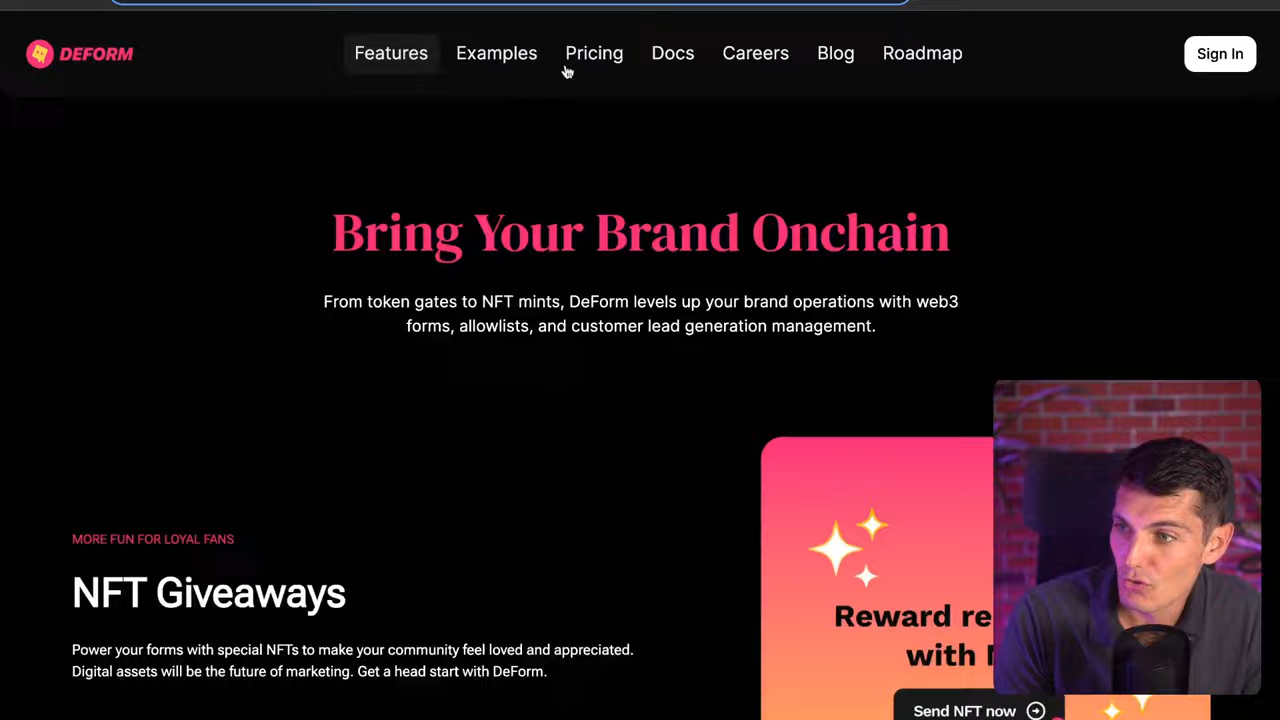 DEFORM
Features Examples Pricing Docs Careers Blog Roadmap
Sign In
Bring Your Brand Onchain
From token gates to NFT mints, DeForm levels up your brand operations with web3
forms, allowlists, and customer lead generation management.
MORE FUN FOR LOYAL FANS
NFT Giveaways
Power your forms with special NFTs to make your community feel loved and appreciated.
Digital assets will be the future of marketing. Get a head start with DeForm.
Reward re
with
Send NFT now